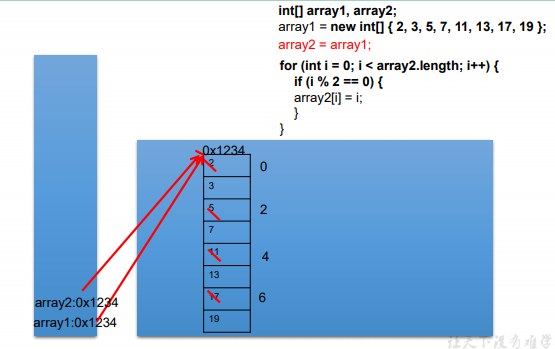 int[] array1, array2;
array1 = new int[] { 2, 3, 5, 7, 11, 13, 17, 19 };
array2 = array1;
for (int i = 0; i < array2.length; i++) {
if (i % 2 == 0) {
array2[i] = i;
}
}
0x1234
2 0
3
5 2
7
11 4
13
17 6
19
array2:0x1234
array1:0x1234
让天下没有难学